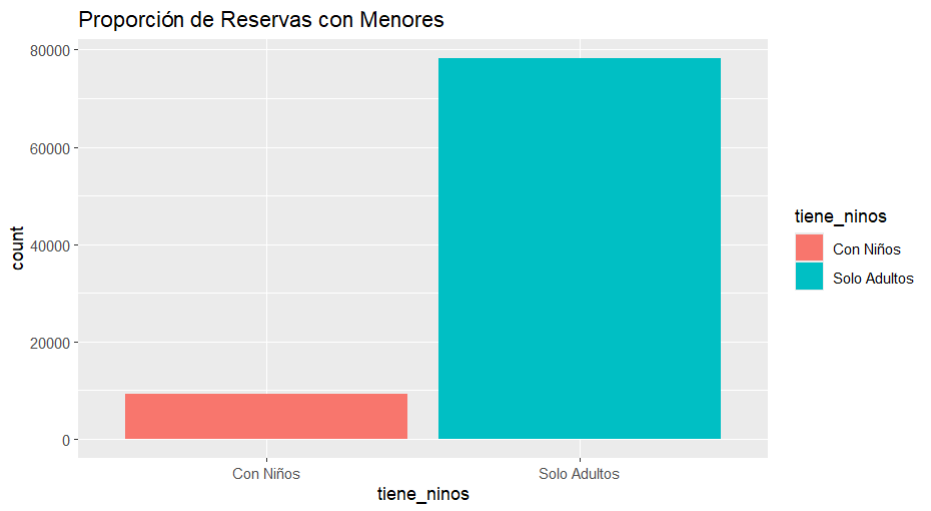 Proporción de Reservas con Menores
80000
60000
40000
20000
0
count
Con Niños
Solo Adultos
tiene_ninos
tiene_ninos
Con Niños
Solo Adultos